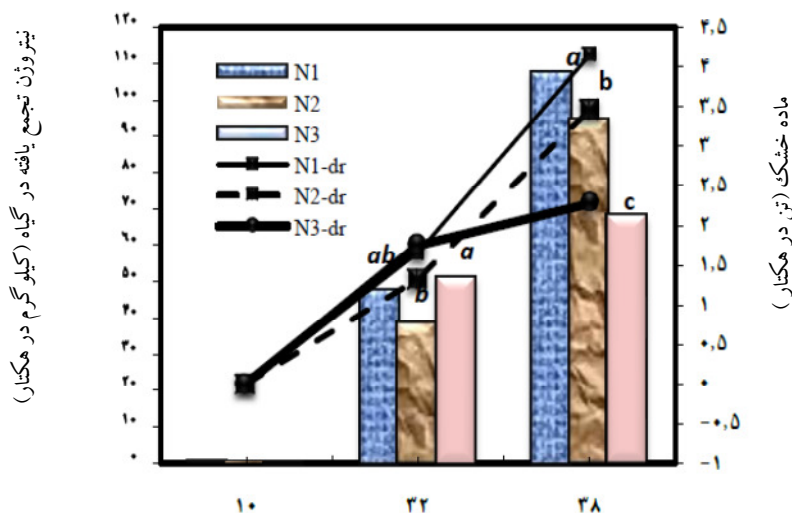 نیتروژن تجمع یافته در گیاه (کیلو گرم در هکتار)
۱۲۰
۱۱۰
۱۰۰
۹۰
۸۰
۷۰
۶۰
۵۰
۴۰
۳۰
۲۰
۱۰
۰
N1
N2
N3
N1-dr
N2-dr
N3-dr
ab
b
a
a
b
c
۴,۵
۴
۳,۵
۳
۲,۵
۲
۱,۵
۱
۰,۵
۰
-۰,۵
-۱
ماده خشک (تن در هکتار)
۱۰
۳۲
۳۸